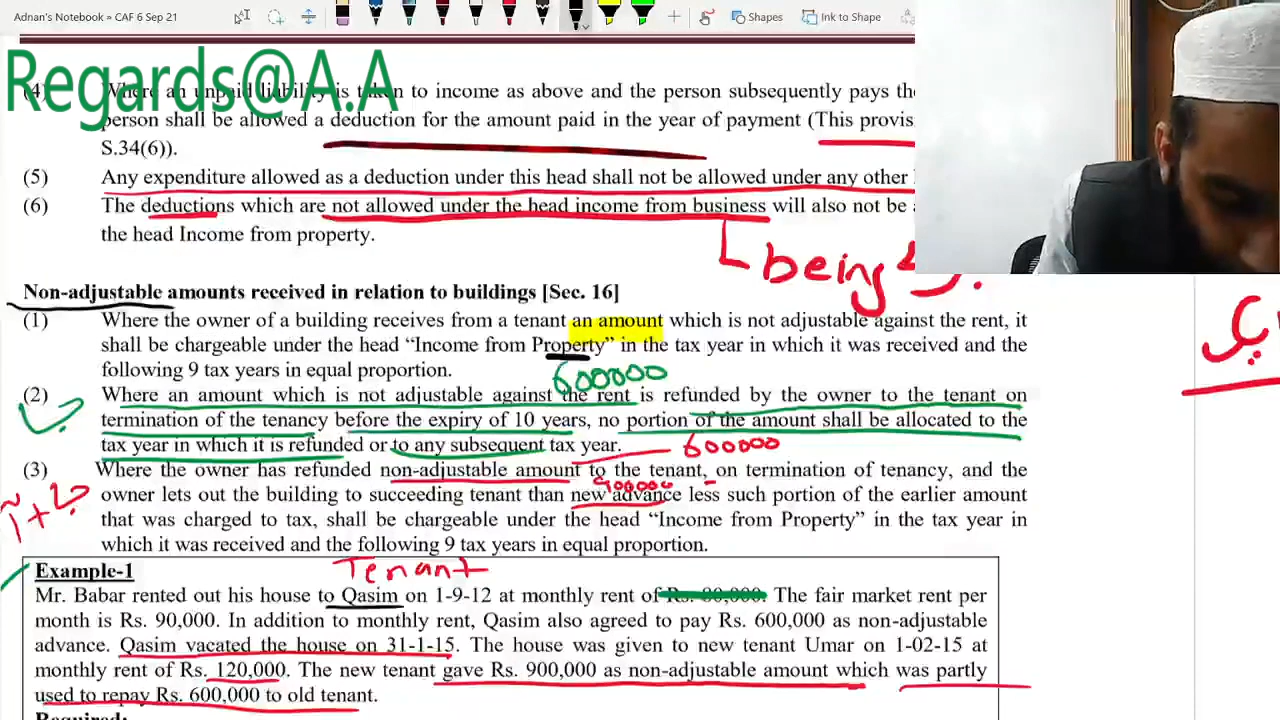 Adnan's Notebook » CAF 6 Sep 21
Shapes
Ink to Shape
Regards@A.A
(4) Where an unpaid liability is taken to income as above and the person subsequently pays the
person shall be allowed a deduction for the amount paid in the year of payment (This provis
S.34(6)).
(5) Any expenditure allowed as a deduction under this head shall not be allowed under any other
(6) The deductions which are not allowed under the head income from business will also not be
the head Income from property.
being
Non-adjustable amounts received in relation to buildings [Sec. 16]
(1) Where the owner of a building receives from a tenant an amount which is not adjustable against the rent, it
shall be chargeable under the head “Income from Property” in the tax year in which it was received and the
following 9 tax years in equal proportion.
600000
(2) Where an amount which is not adjustable against the rent is refunded by the owner to the tenant on
termination of the tenancy before the expiry of 10 years, no portion of the amount shall be allocated to the
tax year in which it is refunded or to any subsequent tax year.
600000
(3) Where the owner has refunded non-adjustable amount to the tenant, on termination of tenancy, and the
900000
owner lets out the building to succeeding tenant than new advance less such portion of the earlier amount
that was charged to tax, shall be chargeable under the head “Income from Property” in the tax year in
which it was received and the following 9 tax years in equal proportion.
Example-1
Tenant
Mr. Babar rented out his house to Qasim on 1-9-12 at monthly rent of The fair market rent per
month is Rs. 90,000. In addition to monthly rent, Qasim also agreed to pay Rs. 600,000 as non-adjustable
advance. Qasim vacated the house on 31-1-15. The house was given to new tenant Umar on 1-02-15 at
monthly rent of Rs. 120,000. The new tenant gave Rs. 900,000 as non-adjustable amount which was partly
used to repay Rs. 600,000 to old tenant.
Required: